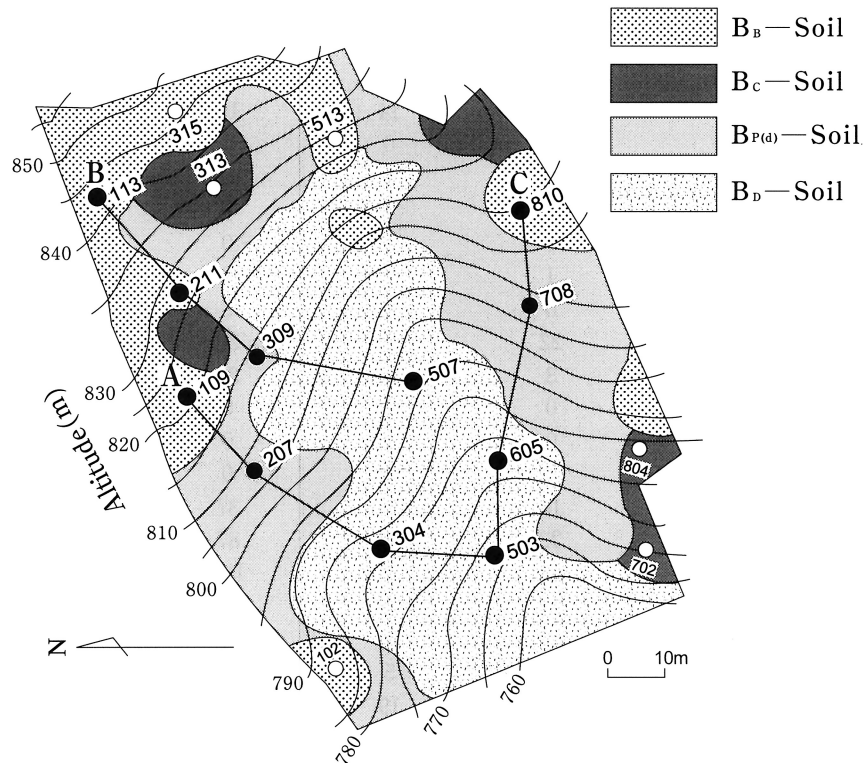 B_B—Soil
B_C—Soil
B_P(d)—Soil
B_D—Soil
315
513
313
B
113
C
810
850
840
211
708
309
507
830
A
109
820
Altitude (m)
207
605
804
810
304
503
702
800
N
102
790
0 10m
780
770
760